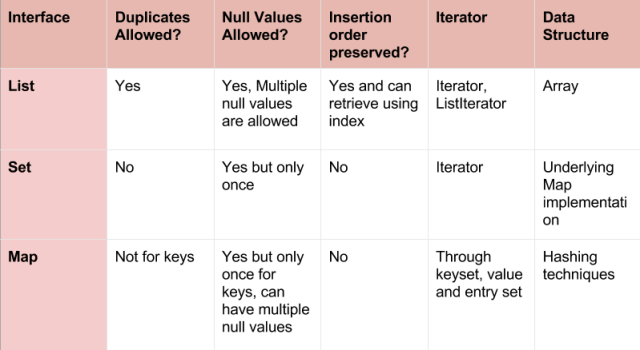 Interface
Duplicates
Allowed?
Null Values
Allowed?
Insertion
order
preserved?
Iterator
Data
Structure
List
Yes
Yes, Multiple
null values
are allowed
Yes and can
retrieve using
index
Iterator,
ListIterator
Array
Set
No
Yes but only
once
No
Iterator
Underlying
Map
implementati
on
Map
Not for keys
Yes but only
once for
keys, can
have multiple
null values
No
Through
keyset, value
and entry set
Hashing
techniques